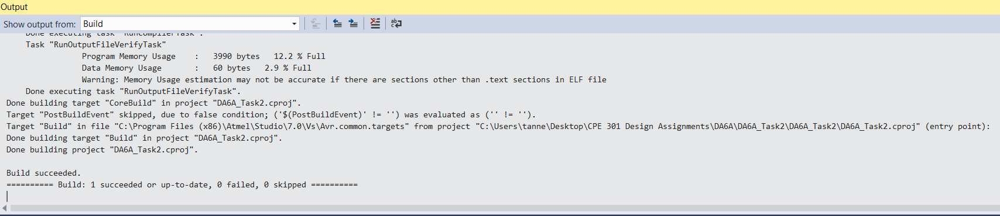 Output
Show output from: Build
Done executing task "RunCompilerTask".
Task "RunOutputFileVerifyTask"
Program Memory Usage : 3990 bytes 12.2 % Full
Data Memory Usage : 60 bytes 2.9 % Full
Warning: Memory Usage estimation may not be accurate if there are sections other than .text sections in ELF file
Done executing task "RunOutputFileVerifyTask".
Done building target "CoreBuild" in project "DA6A_Task2.cproj".
Target "PostBuildEvent" skipped, due to false condition; ('$(PostBuildEvent)' != '') was evaluated as ('' != '').
Target "Build" in file "C:\Program Files (x86)\Atmel\Studio\7.0\Vs\Avr.common.targets" from project "C:\Users\tanne\Desktop\CPE 301 Design Assignments\DA6A\DA6A_Task2\DA6A_Task2\DA6A_Task2.cproj" (entry point):
Done building target "Build" in project "DA6A_Task2.cproj".
Done building project "DA6A_Task2.cproj".
Build succeeded.
========== Build: 1 succeeded or up-to-date, 0 failed, 0 skipped ==========